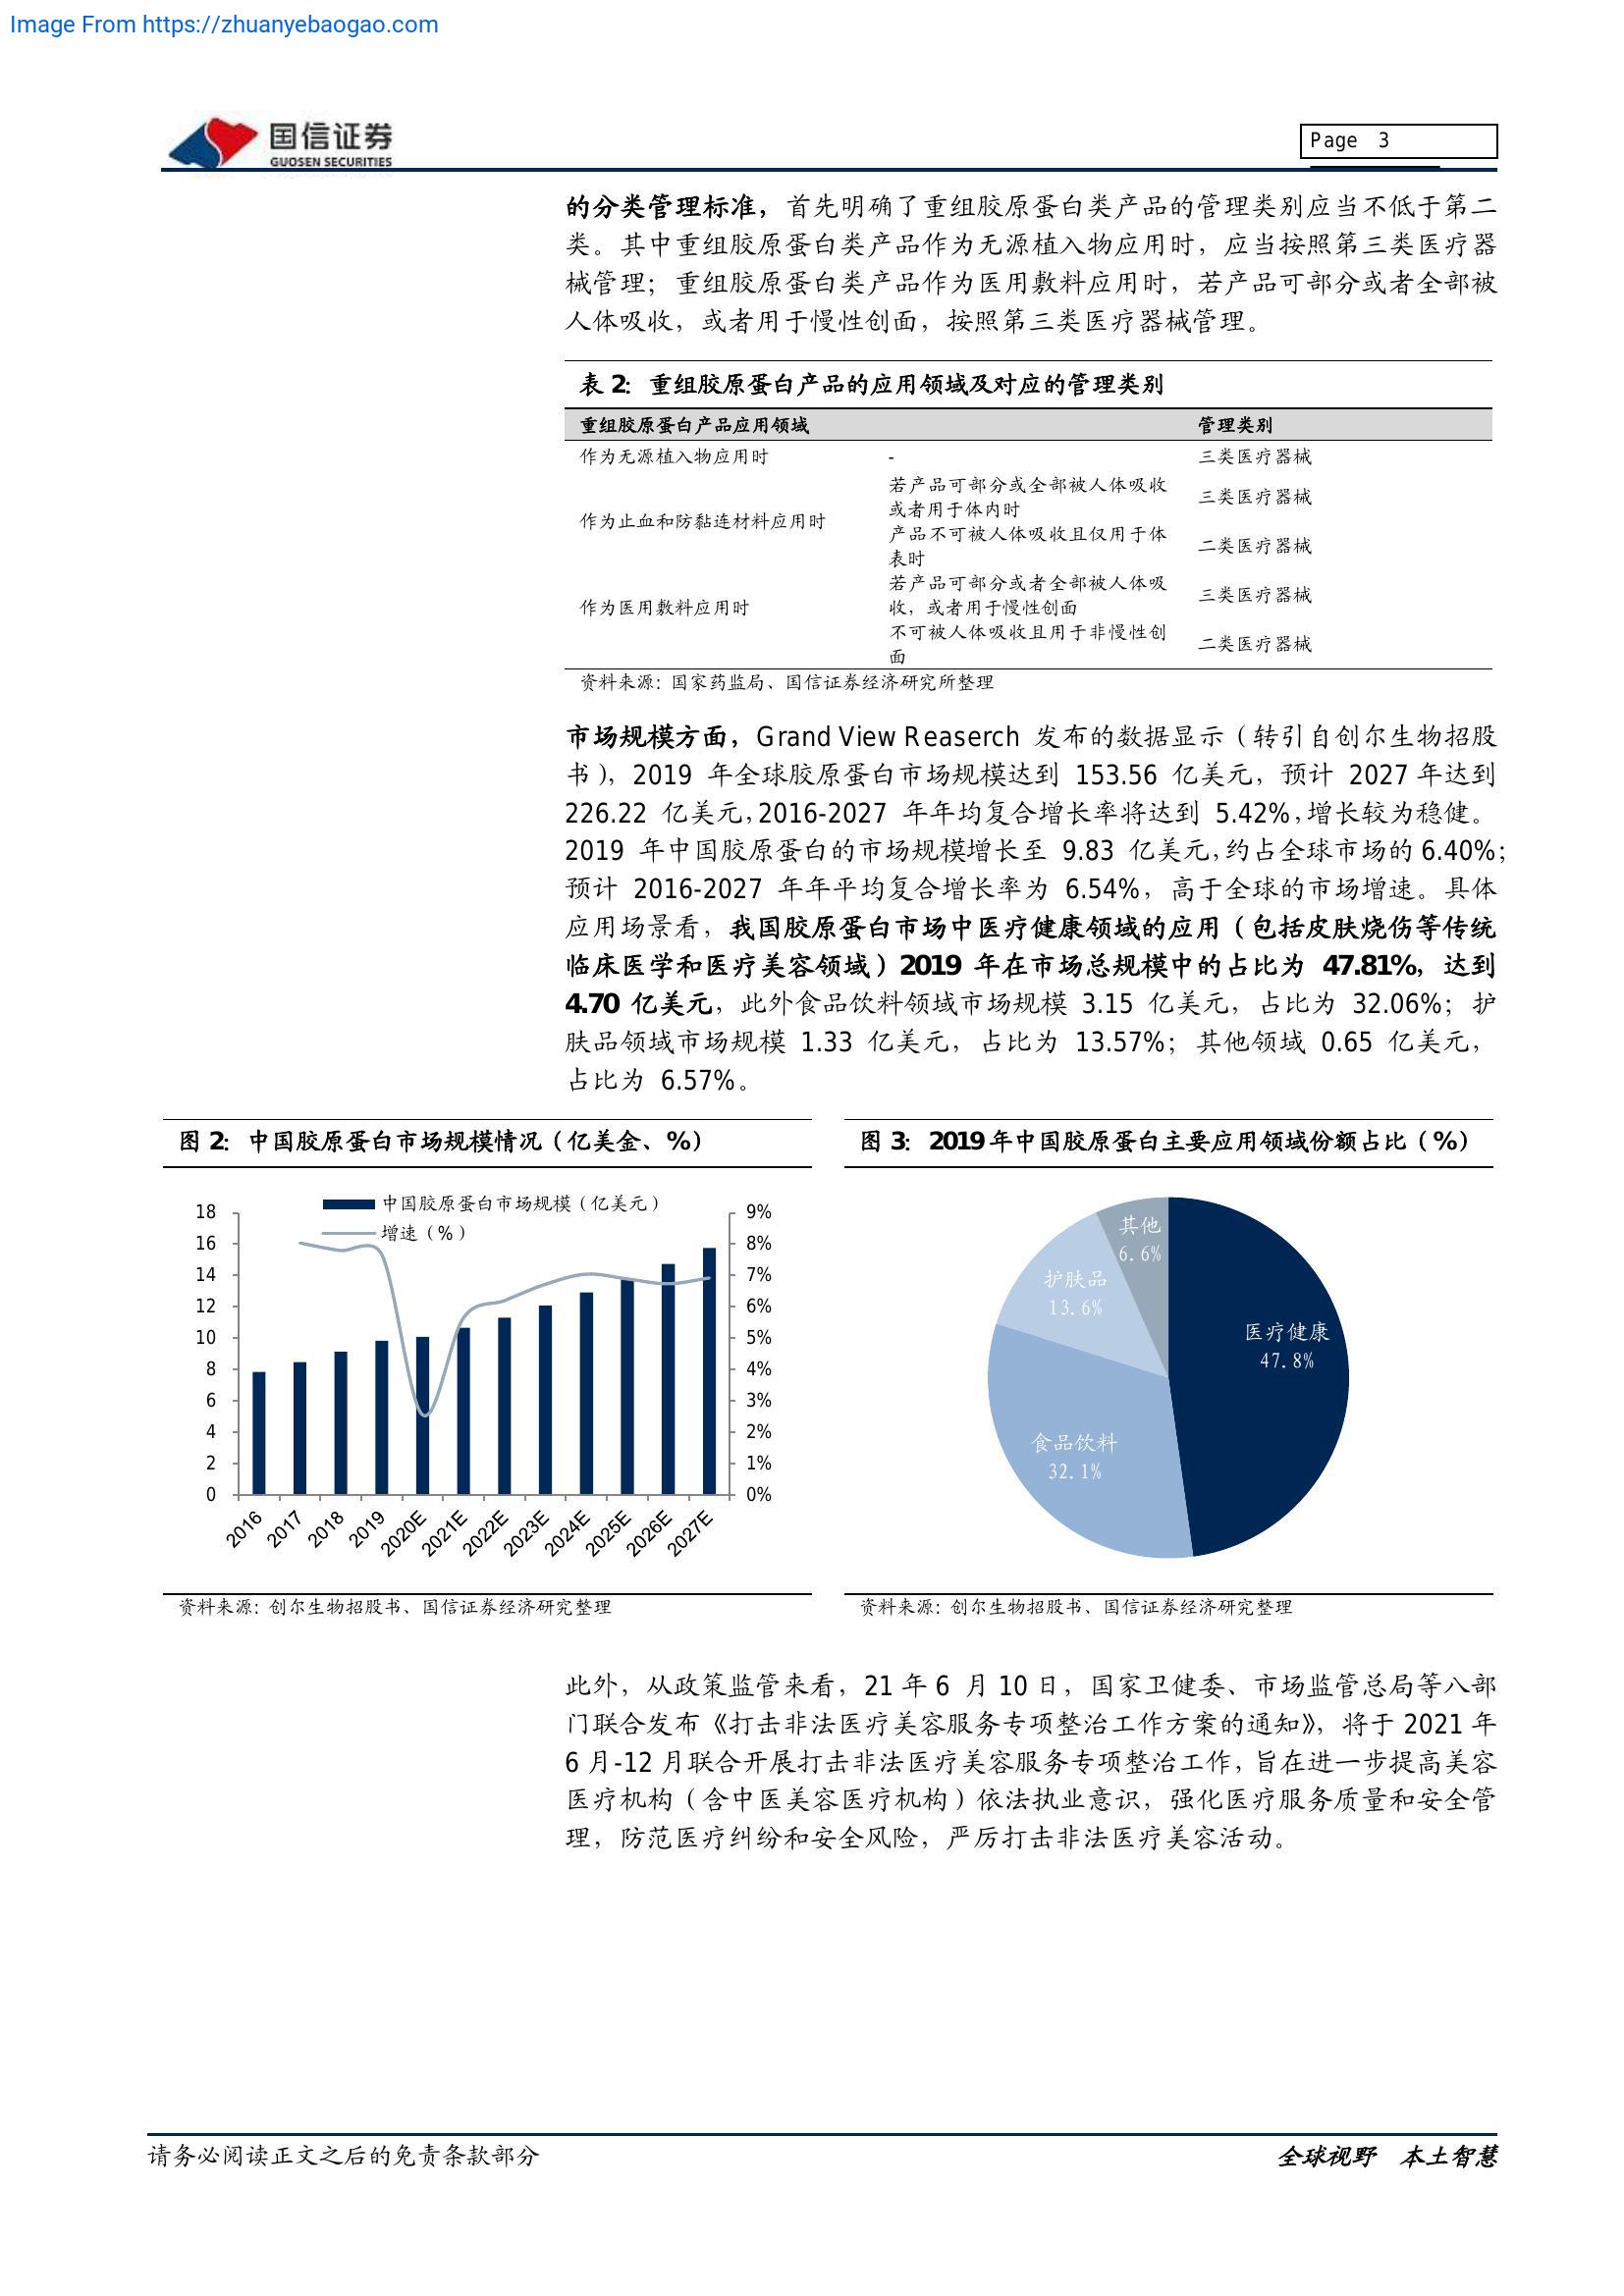 Image From https://zhuanyebaogao.com
国信证券
GUOSEN SECURITIES
Page 3
的分类管理标准，首先明确了重组胶原蛋白类产品的管理类别应当不低于第二
类。其中重组胶原蛋白类产品作为无源植入物应用时，应当按照第三类医疗器
械管理；重组胶原蛋白类产品作为医用敷料应用时，若产品可部分或者全部被
人体吸收，或者用于慢性创面，按照第三类医疗器械管理。
表 2：重组胶原蛋白产品的应用领域及对应的管理类别
重组胶原蛋白产品应用领域 管理类别
作为无源植入物应用时 - 三类医疗器械
若产品可部分或全部被人体吸收
或者用于体内时
三类医疗器械
作为止血和防黏连材料应用时
产品不可被人体吸收且仅用于体
表时
二类医疗器械
若产品可部分或者全部被人体吸
收，或者用于慢性创面
三类医疗器械
作为医用敷料应用时
不可被人体吸收且用于非慢性创
面
二类医疗器械
资料来源：国家药监局、国信证券经济研究所整理
市场规模方面，Grand View Reaserch 发布的数据显示（转引自创尔生物招股
书），2019 年全球胶原蛋白市场规模达到 153.56 亿美元，预计 2027 年达到
226.22 亿美元，2016-2027 年年均复合增长率将达到 5.42%，增长较为稳健。
2019 年中国胶原蛋白的市场规模增长至 9.83 亿美元，约占全球市场的 6.40%；
预计 2016-2027 年年平均复合增长率为 6.54%，高于全球的市场增速。具体
应用场景看，我国胶原蛋白市场中医疗健康领域的应用（包括皮肤烧伤等传统
临床医学和医疗美容领域）2019 年在市场总规模中的占比为 47.81%，达到
4.70 亿美元，此外食品饮料领域市场规模 3.15 亿美元，占比为 32.06%；护
肤品领域市场规模 1.33 亿美元，占比为 13.57%；其他领域 0.65 亿美元，
占比为 6.57%。
图 2：中国胶原蛋白市场规模情况（亿美金、%）
中国胶原蛋白市场规模（亿美元）
增速（%）
18 9%
16 8%
14 7%
12 6%
10 5%
8 4%
6 3%
4 2%
2 1%
0 0%
2016 2017 2018 2019 2020E 2021E 2022E 2023E 2024E 2025E 2026E 2027E
资料来源：创尔生物招股书、国信证券经济研究整理
图 3：2019 年中国胶原蛋白主要应用领域份额占比（%）
其他
6.6%
护肤品
13.6%
医疗健康
47.8%
食品饮料
32.1%
资料来源：创尔生物招股书、国信证券经济研究整理
此外，从政策监管来看，21 年 6 月 10 日，国家卫健委、市场监管总局等八部
门联合发布《打击非法医疗美容服务专项整治工作方案的通知》，将于 2021 年
6 月-12 月联合开展打击非法医疗美容服务专项整治工作，旨在进一步提高美容
医疗机构（含中医美容医疗机构）依法执业意识，强化医疗服务质量和安全管
理，防范医疗纠纷和安全风险，严厉打击非法医疗美容活动。
请务必阅读正文之后的免责条款部分
全球视野 本土智慧